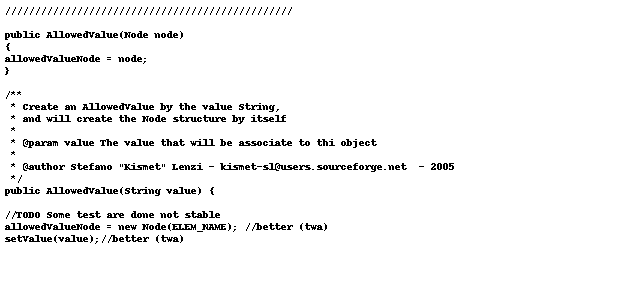 ////////////////////////////////////////////////
public AllowedValue(Node node)
{
allowedValueNode = node;
}
/**
* Create an AllowedValue by the value String,
* and will create the Node structure by itself
*
* @param value The value that will be associate to thi object
*
* @author Stefano "Kismet" Lenzi - kismet-sl@users.sourceforge.net - 2005
*/
public AllowedValue(String value) {
//TODO Some test are done not stable
allowedValueNode = new Node(ELEM_NAME); //better (twa)
setValue(value);//better (twa)